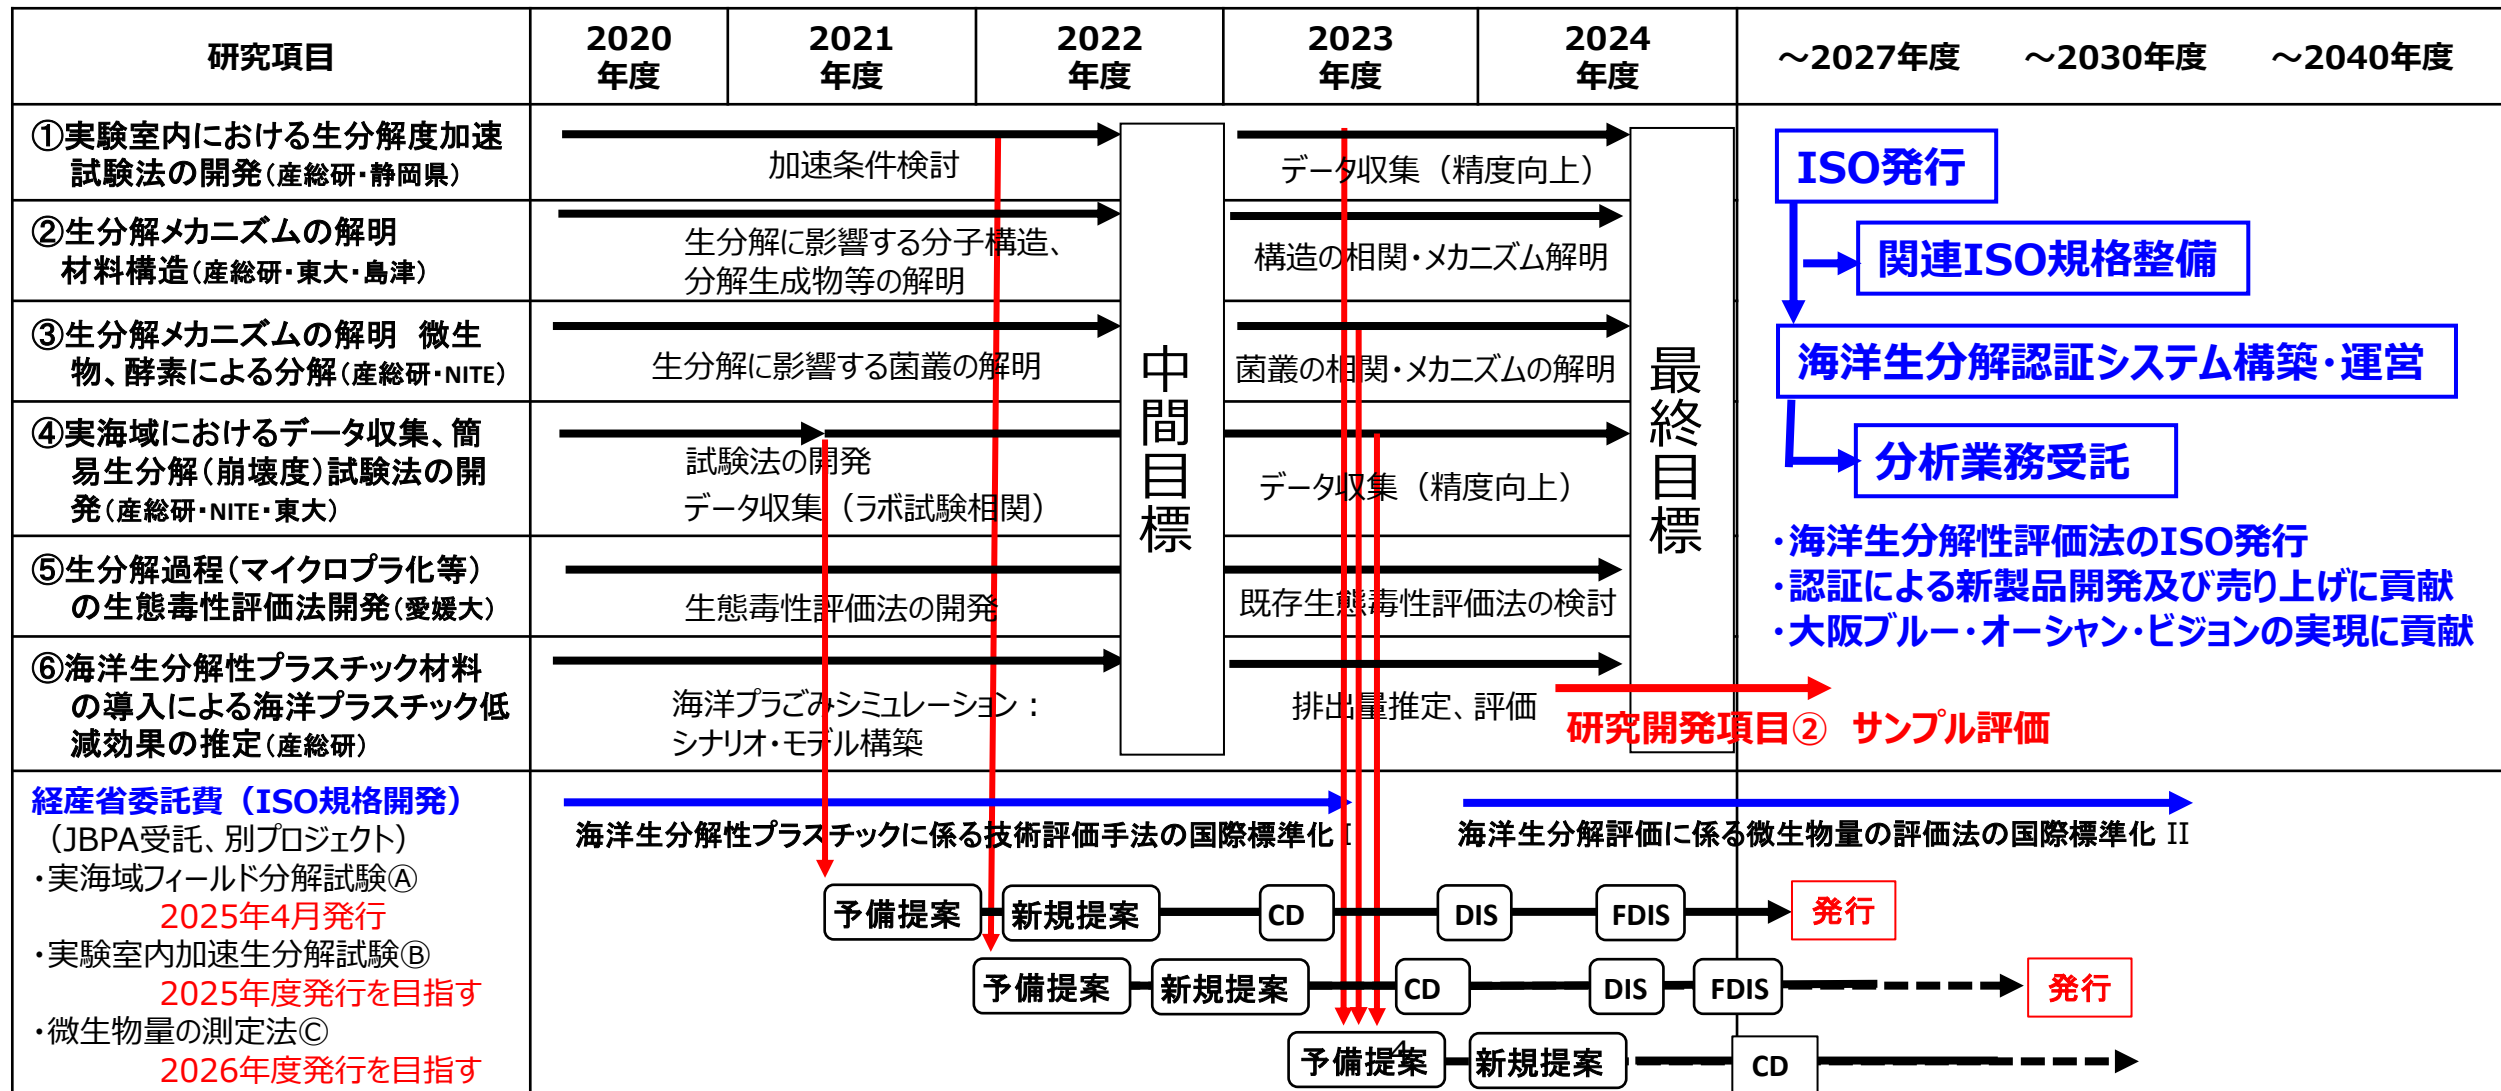 研究項目
2020
年度
2021
年度
2022
年度
2023
年度
2024
年度
～2027年度　～2030年度　～2040年度
①実験室内における生分解度加速
試験法の開発（産総研・静岡県）
加速条件検討
データ収集（精度向上）
②生分解メカニズムの解明
材料構造（産総研・東大・島津）
生分解に影響する分子構造、
分解生成物等の解明
構造の相関・メカニズム解明
③生分解メカニズムの解明　微生
物、酵素による分解（産総研・NITE）
生分解に影響する菌叢の解明
菌叢の相関・メカニズムの解明
④実海域におけるデータ収集、簡
易生分解（崩壊度）試験法の開
発（産総研・NITE・東大）
試験法の開発
データ収集（ラボ試験相関）
データ収集（精度向上）
⑤生分解過程（マイクロプラ化等）
の生態毒性評価法開発（愛媛大）
生態毒性評価法の開発
既存生態毒性評価法の検討
⑥海洋生分解性プラスチック材料
の導入による海洋プラスチック低
減効果の推定（産総研）
海洋プラごみシミュレーション：
シナリオ・モデル構築
排出量推定、評価
中間目標
最終目標
研究開発項目②　サンプル評価
ISO発行
関連ISO規格整備
海洋生分解認証システム構築・運営
分析業務受託
・海洋生分解性評価法のISO発行
・認証による新製品開発及び売り上げに貢献
・大阪ブルー・オーシャン・ビジョンの実現に貢献
経産省委託費（ISO規格開発）
（JBPA受託、別プロジェクト）
・実海域フィールド分解試験Ⓐ
2025年4月発行
・実験室内加速生分解試験Ⓑ
2025年度発行を目指す
・微生物量の測定法Ⓒ
2026年度発行を目指す
海洋生分解性プラスチックに係る技術評価手法の国際標準化 I
海洋生分解評価に係る微生物量の評価法の国際標準化 II
予備提案 新規提案 CD DIS FDIS 発行
予備提案 新規提案 CD DIS FDIS 発行
予備提案 新規提案 CD
4